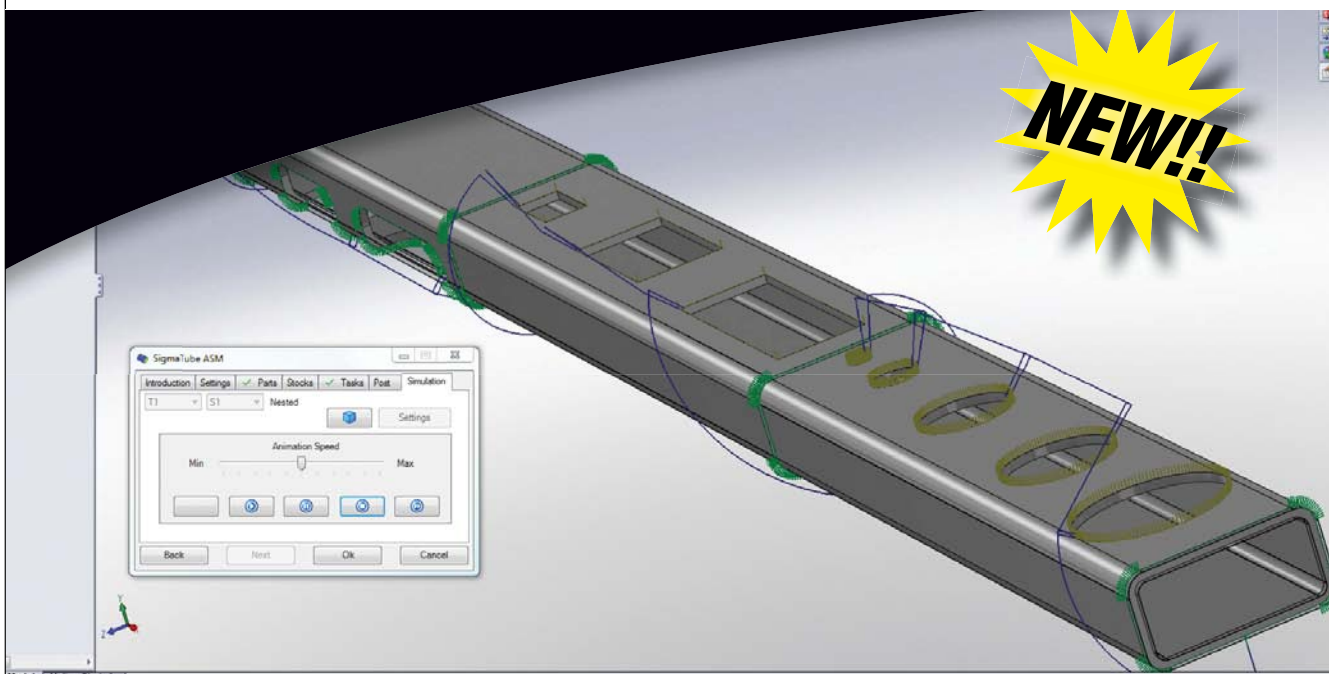 NEW!!
SigmaTube ASM
Introduction Settings Parts Stocks Tasks Post Simulation
T1 S1 Nested
Settings
Animation Speed
Min Max
Back Next Ok Cancel
Y
Z